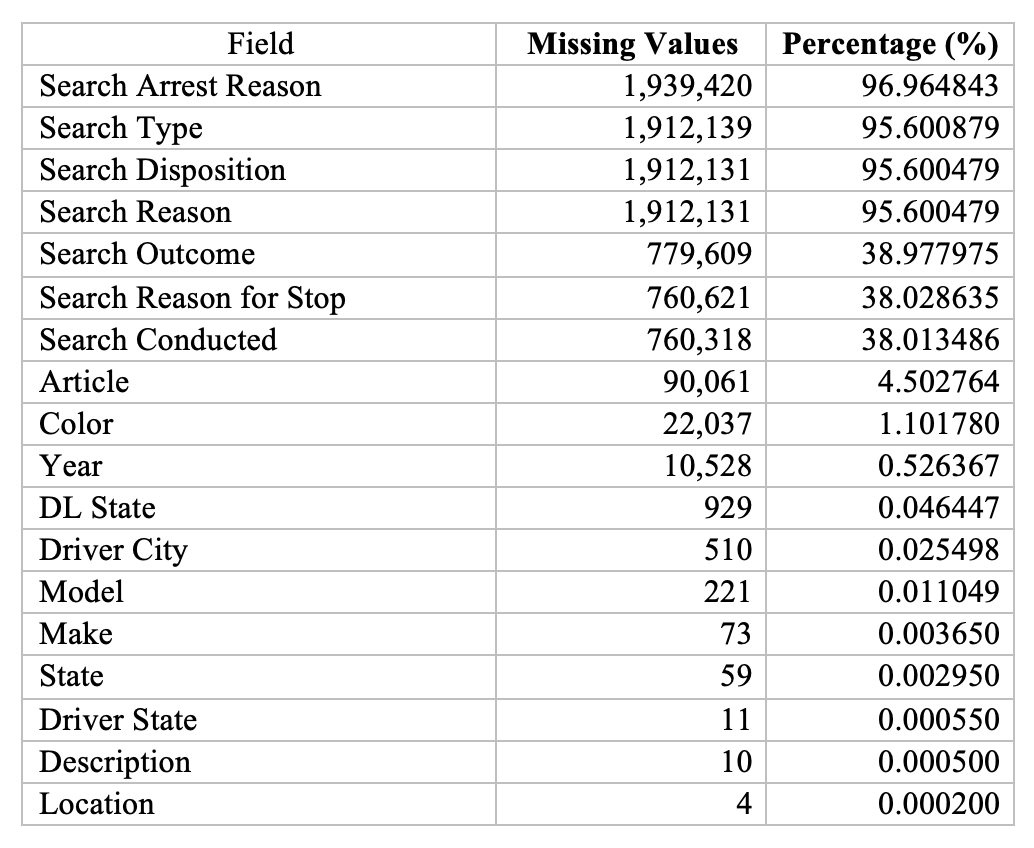 Field Missing Values Percentage (%)
Search Arrest Reason 1,939,420 96.964843
Search Type 1,912,139 95.600879
Search Disposition 1,912,131 95.600479
Search Reason 1,912,131 95.600479
Search Outcome 779,609 38.977975
Search Reason for Stop 760,621 38.028635
Search Conducted 760,318 38.013486
Article 90,061 4.502764
Color 22,037 1.101780
Year 10,528 0.526367
DL State 929 0.046447
Driver City 510 0.025498
Model 221 0.011049
Make 73 0.003650
State 59 0.002950
Driver State 11 0.000550
Description 10 0.000500
Location 4 0.000200